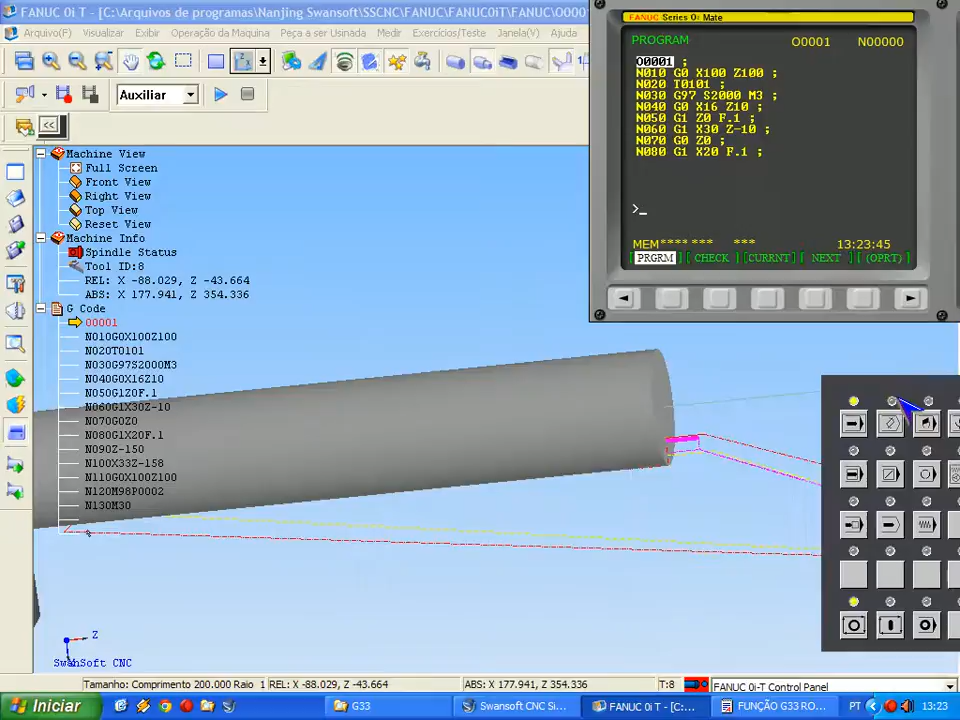 FANUC 0i T - [C:\Arquivos de programas\Nanjing Swansoft\SSCNC\FANUC\FANUC0iT\FANUC\O000
Arquivo(F) Visualizar Exibir Operação da Maquina Peça a ser Usinada Medir Exercícios/Teste Janela(V) Ajuda
Auxiliar
<<
Machine View
Full Screen
Front View
Right View
Top View
Reset View
Machine Info
Spindle Status
Tool ID:8
REL: X -88.029, Z -43.664
ABS: X 177.941, Z 354.336
G Code
O0001
N010G0X100Z100
N020T0101
N030G97S2000M3
N040G0X16Z10
N050G1Z0F.1
N060G1X30Z-10
N070G0Z0
N080G1X20F.1
N090Z-150
N100X33Z-158
N110G0X100Z100
N120M98P0002
N130M30
FANUC Series 0i Mate
PROGRAM O0001 N00000
O0001 ;
N010 G0 X100 Z100 ;
N020 T0101 ;
N030 G97 S2000 M3 ;
N040 G0 X16 Z10 ;
N050 G1 Z0 F.1 ;
N060 G1 X30 Z-10 ;
N070 G0 Z0 ;
N080 G1 X20 F.1 ;
>_
MEM**** *** *** 13:23:45
[PRGRM] [ CHECK ] [CURRNT] [ NEXT ] [ (OPRT) ]
Z
SwanSoft CNC
Tamanho: Comprimento 200.000 Raio 1 REL: X -88.029, Z -43.664 ABS: X 177.941, Z 354.336 T:8 FANUC 0i-T Control Panel
Iniciar G33 Swansoft CNC Si... FANUC 0i T - [C:... FUNÇÃO G33 RO... PT 13:23